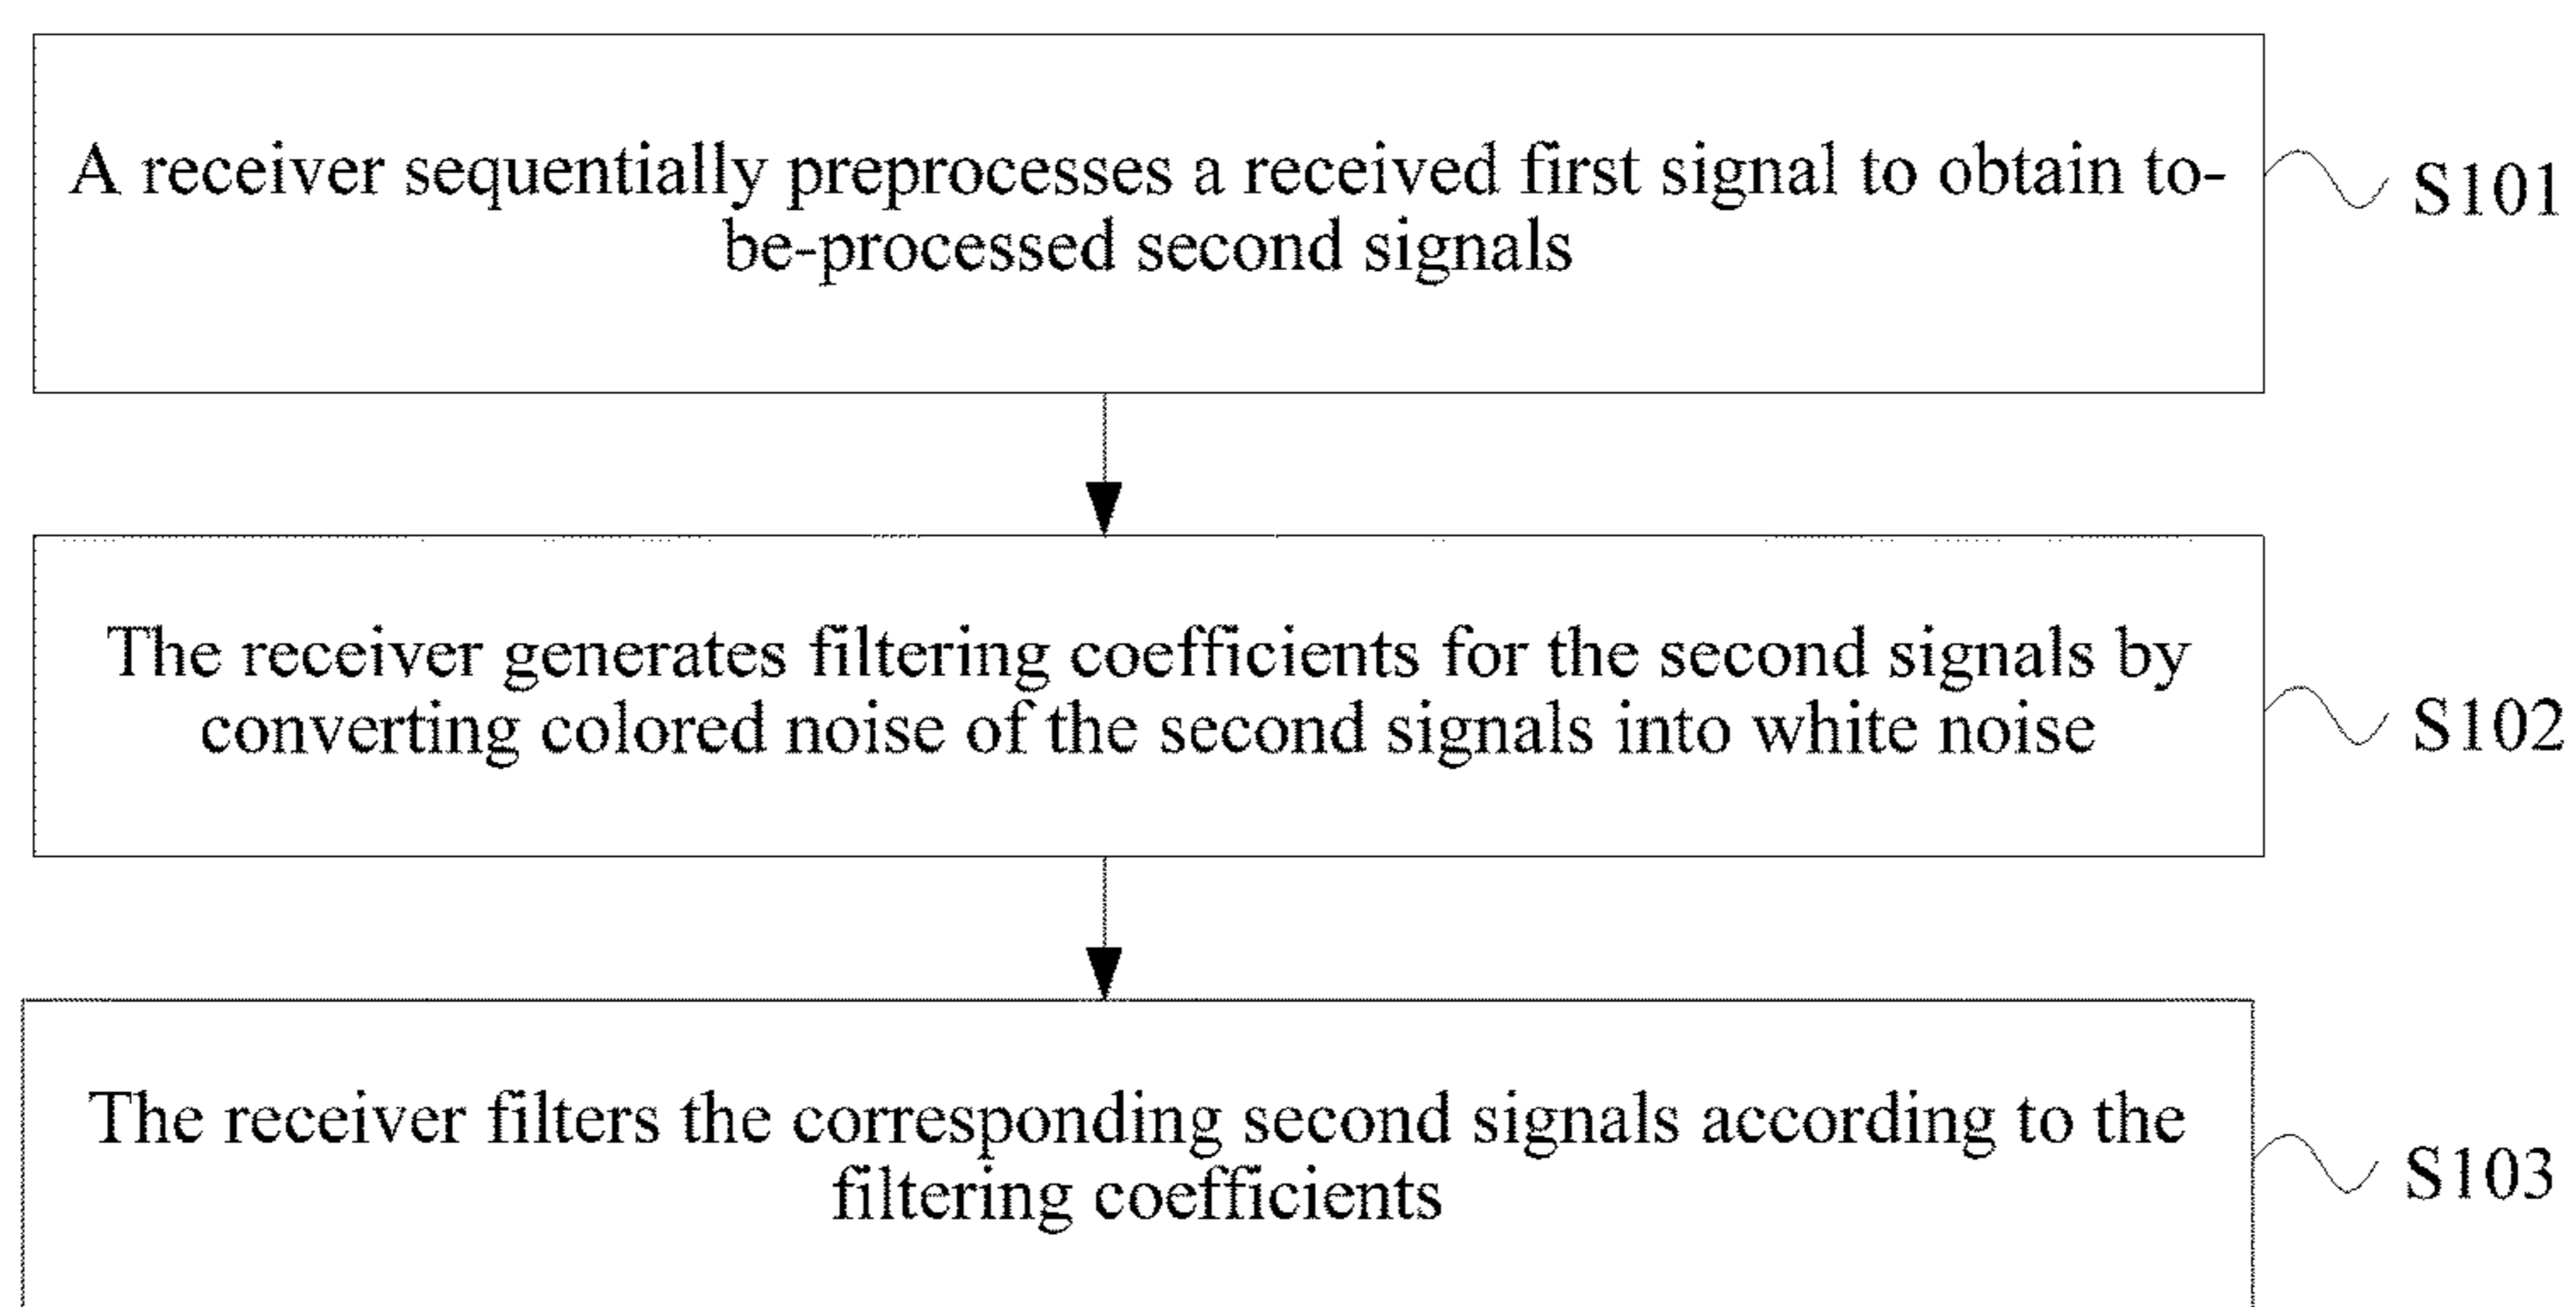 A receiver sequentially preprocesses a received first signal to obtain to-
be-processed second signals
S101
The receiver generates filtering coefficients for the second signals by
converting colored noise of the second signals into white noise
S102
The receiver filters the corresponding second signals according to the
filtering coefficients
S103